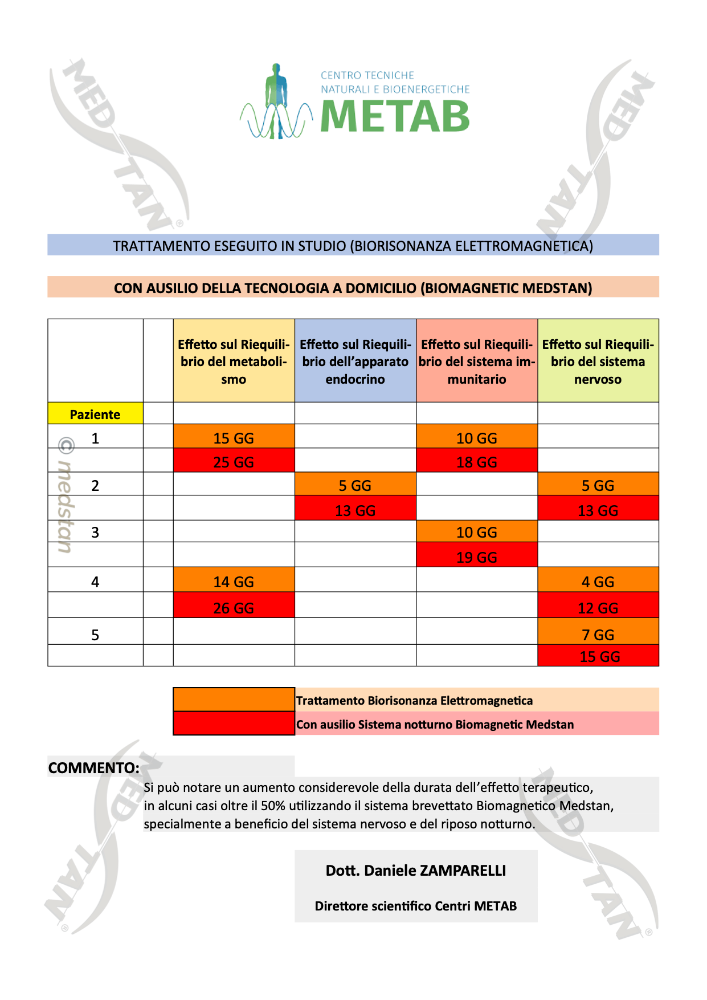 MED
STAN®
MED
STAN
CENTRO TECNICHE
NATURALI E BIOENERGETICHE
METAB
TRATTAMENTO ESEGUITO IN STUDIO (BIORISONANZA ELETTROMAGNETICA)
CON AUSILIO DELLA TECNOLOGIA A DOMICILIO (BIOMAGNETIC MEDSTAN)
Effetto sul Riequili- Effetto sul Riequili- Effetto sul Riequili- Effetto sul Riequili-
brio del metaboli- brio dell’apparato brio del sistema im- brio del sistema
smo endocrino munitario nervoso
Paziente
1 15 GG 10 GG
25 GG 18 GG
2 5 GG 5 GG
13 GG 13 GG
3 10 GG
19 GG
4 14 GG 4 GG
26 GG 12 GG
5 7 GG
15 GG
© medstan
Trattamento Biorisonanza Elettromagnetica
Con ausilio Sistema notturno Biomagnetic Medstan
COMMENTO:
Si può notare un aumento considerevole della durata dell’effetto terapeutico,
in alcuni casi oltre il 50% utilizzando il sistema brevettato Biomagnetico Medstan,
specialmente a beneficio del sistema nervoso e del riposo notturno.
Dott. Daniele ZAMPARELLI
Direttore scientifico Centri METAB
MED
STAN®
MED
STAN®